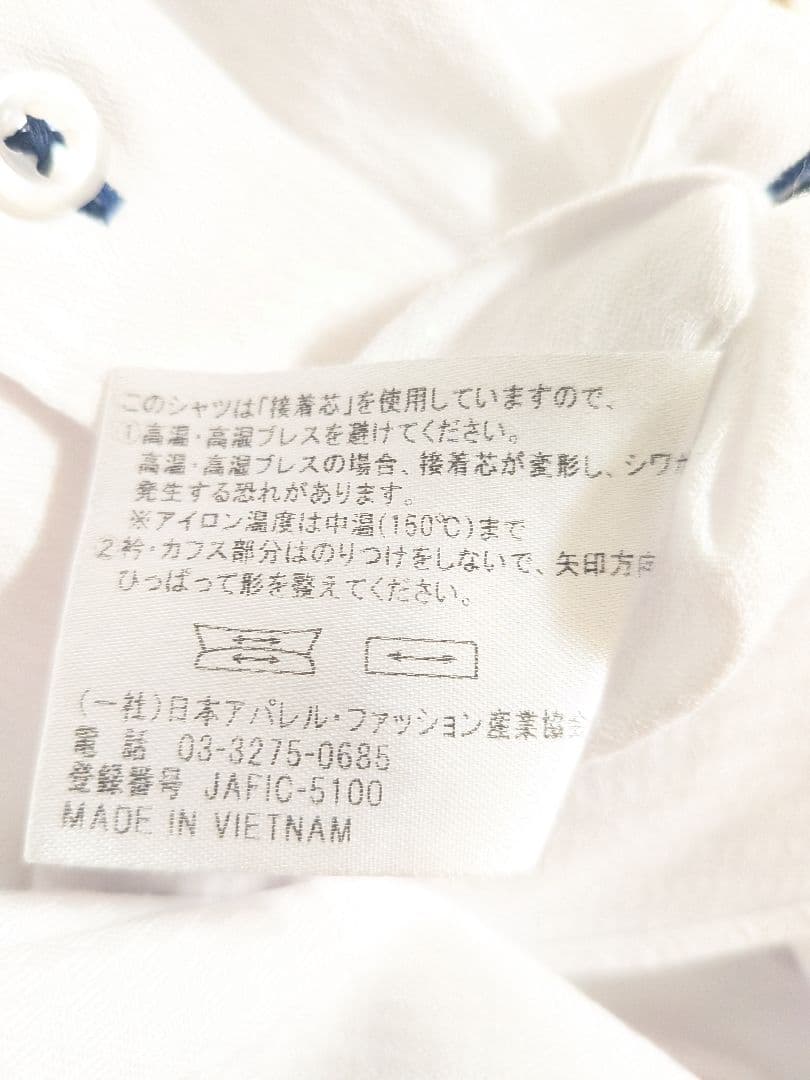 このシャツは「接着芯」を使用していますので、
①高温・高湿プレスを避けてください。
高温・高湿プレスの場合、接着芯が変形し、シワが
発生する恐れがあります。
※アイロン温度は中温(150℃)まで
②衿・カフス部分はのりつけをしないで、矢印方向
ひっぱって形を整えてください。
(一社)日本アパレル・ファッション産業協会
電話 03-3275-0685
登録番号 JAFIC-5100
MADE IN VIETNAM